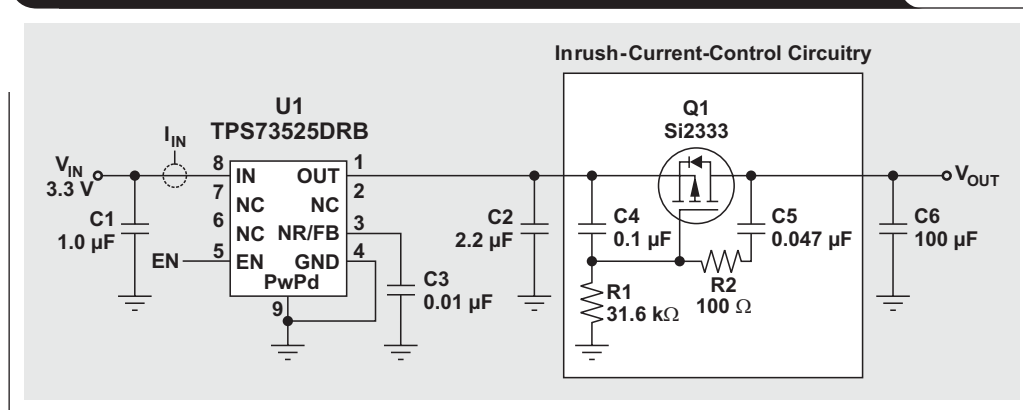 Inrush-Current-Control Circuitry
U1
TPS73525DRB
Q1
Si2333
I_IN
V_IN
3.3 V
C1
1.0 µF
EN
8
7
6
5
IN
NC
NC
EN
OUT
NC
NR/FB
GND
PwPd
1
2
3
4
9
C3
0.01 µF
C2
2.2 µF
C4
0.1 µF
R1
31.6 kΩ
R2
100 Ω
C5
0.047 µF
C6
100 µF
V_OUT